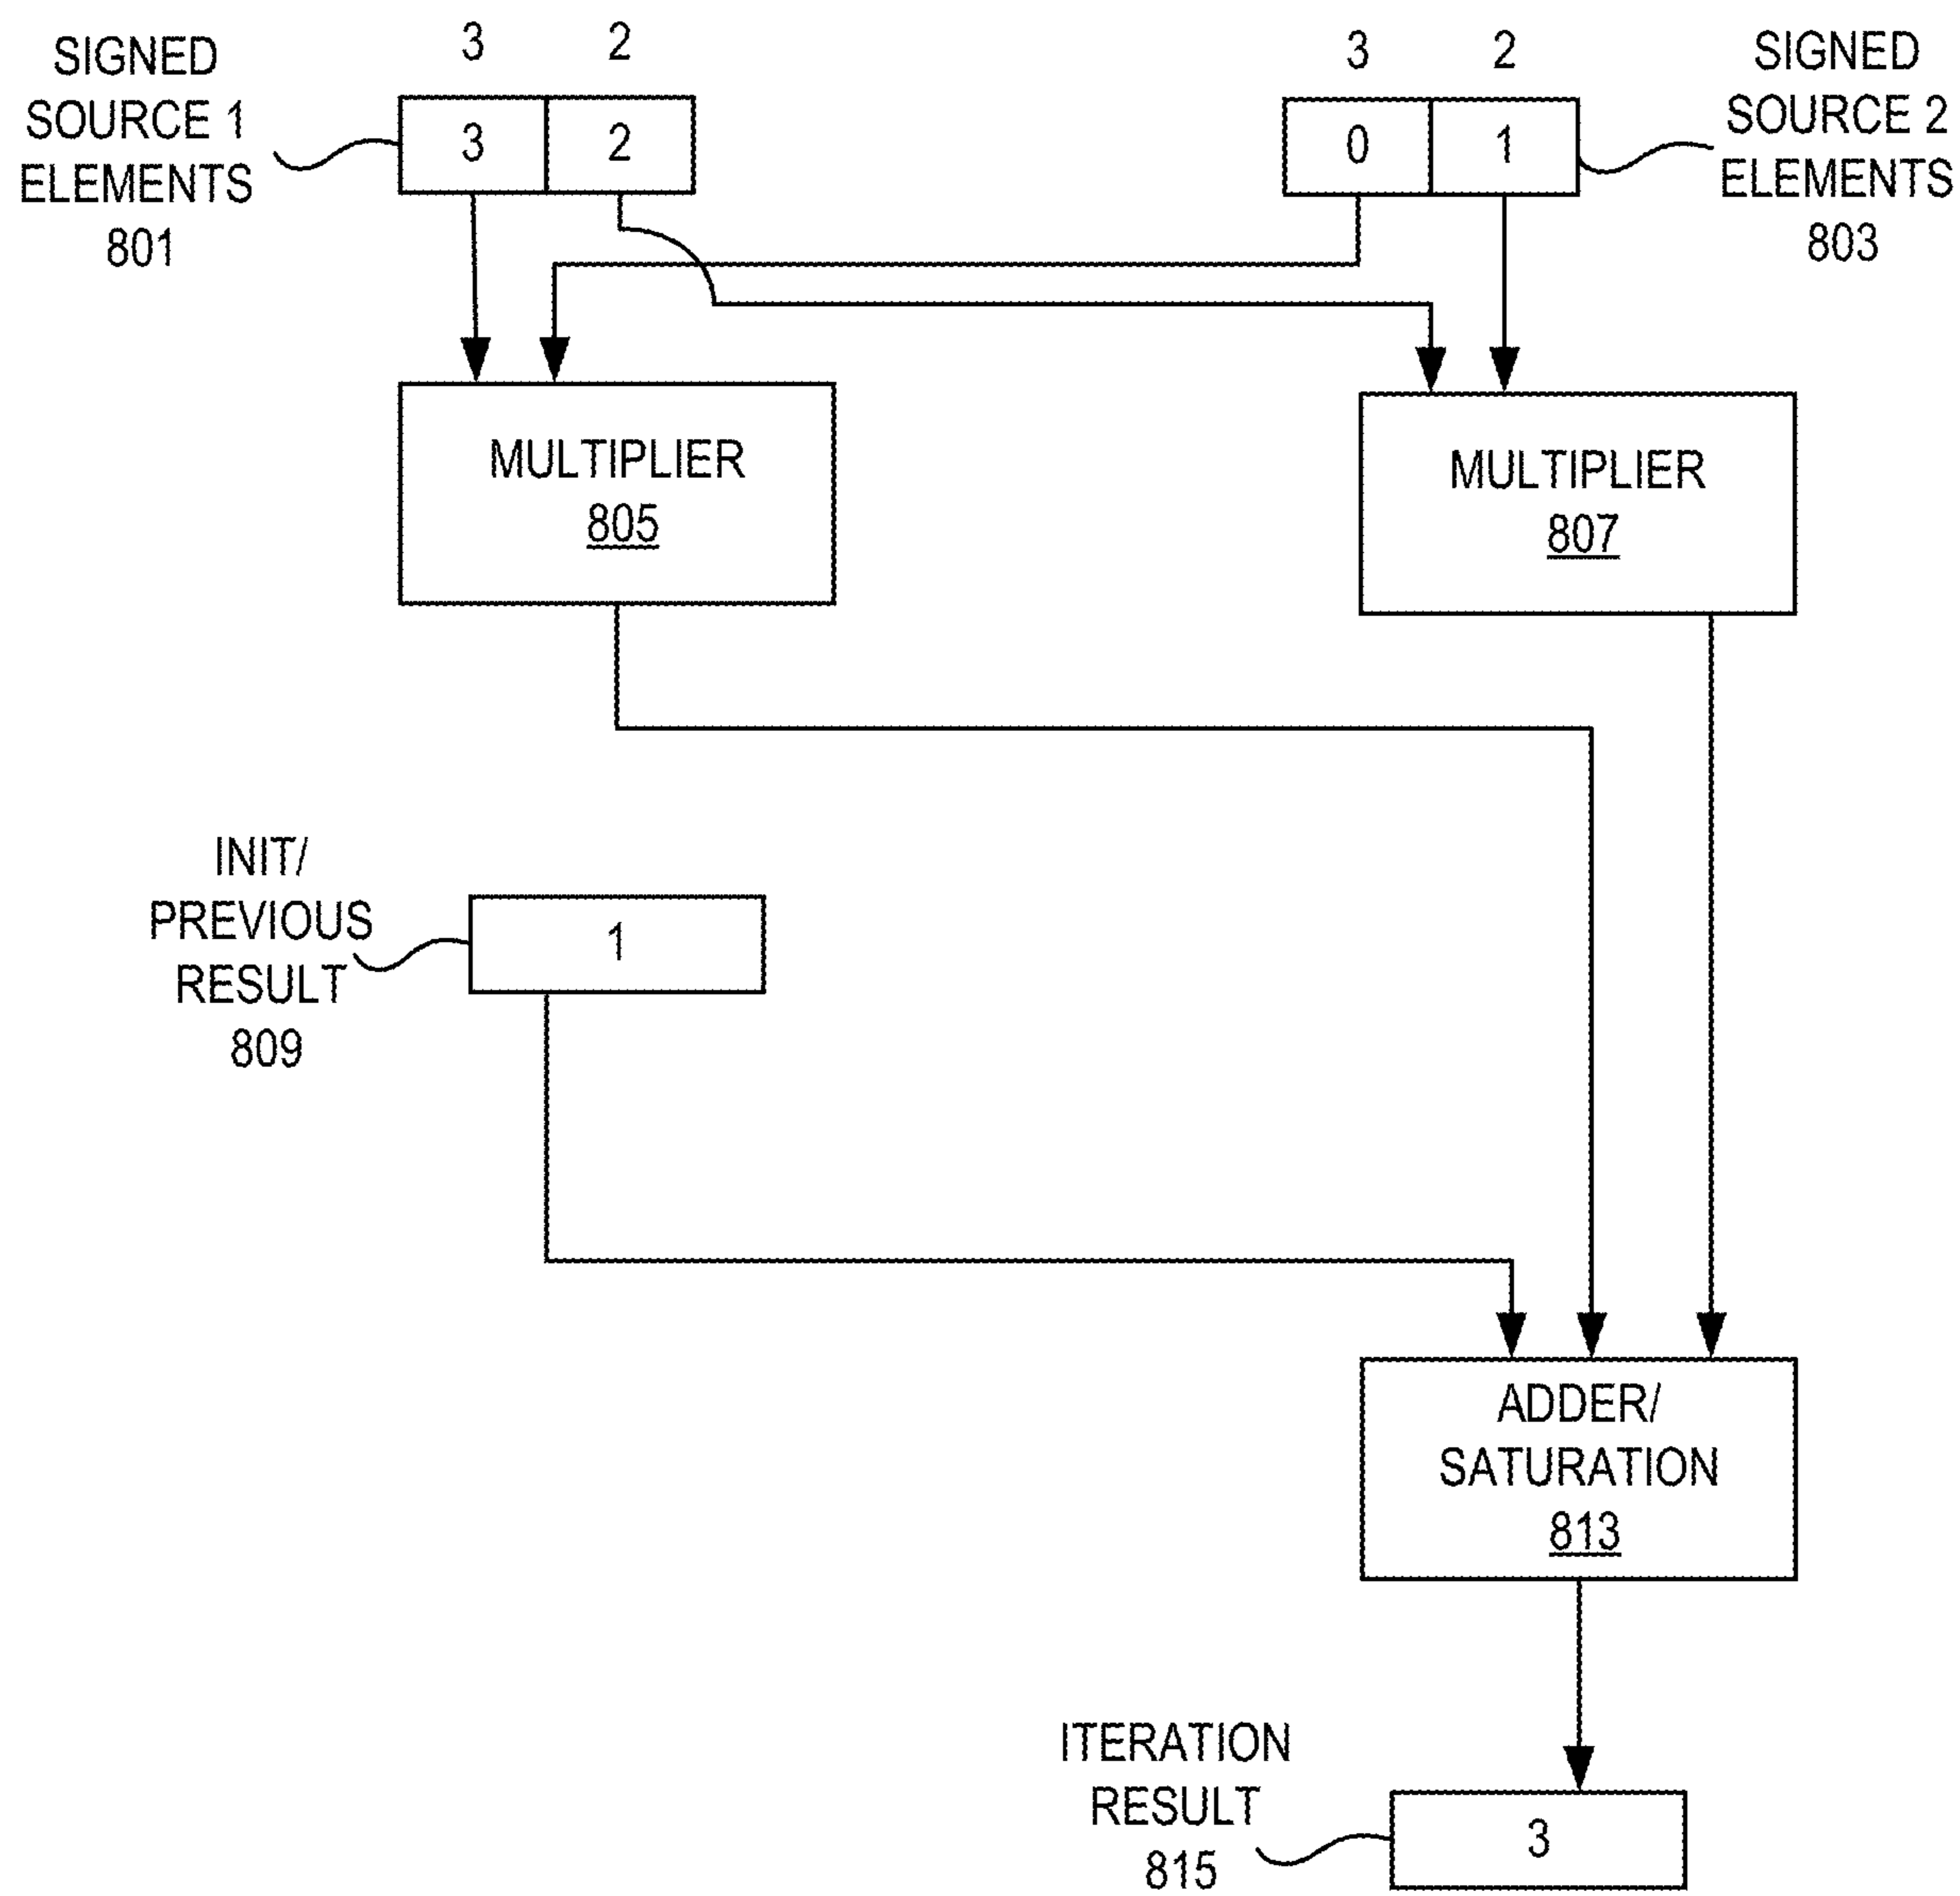 SIGNED
SOURCE 1
ELEMENTS
801
3 2
3 2
3 2
0 1
SIGNED
SOURCE 2
ELEMENTS
803
MULTIPLIER
805
MULTIPLIER
807
INIT/
PREVIOUS
RESULT
809
1
ADDER/
SATURATION
813
ITERATION
RESULT
815
3